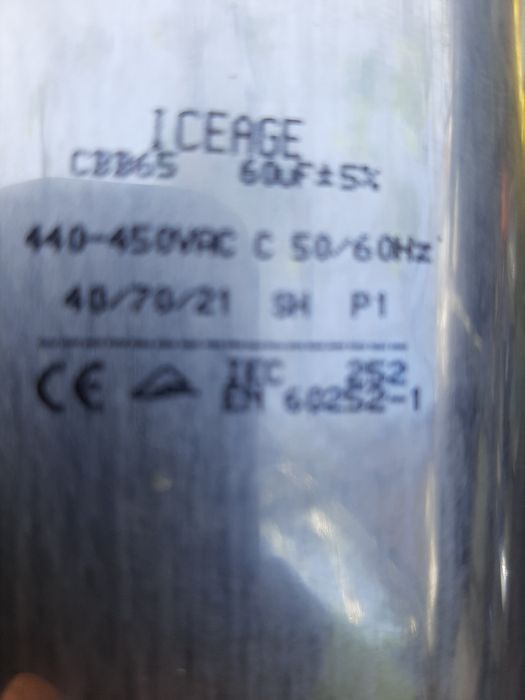 ICEAGE
CBB65 60uF±5%
440-450VAC C 50/60Hz
40/70/21 SH P1
CE IEC 252
EN 60252-1